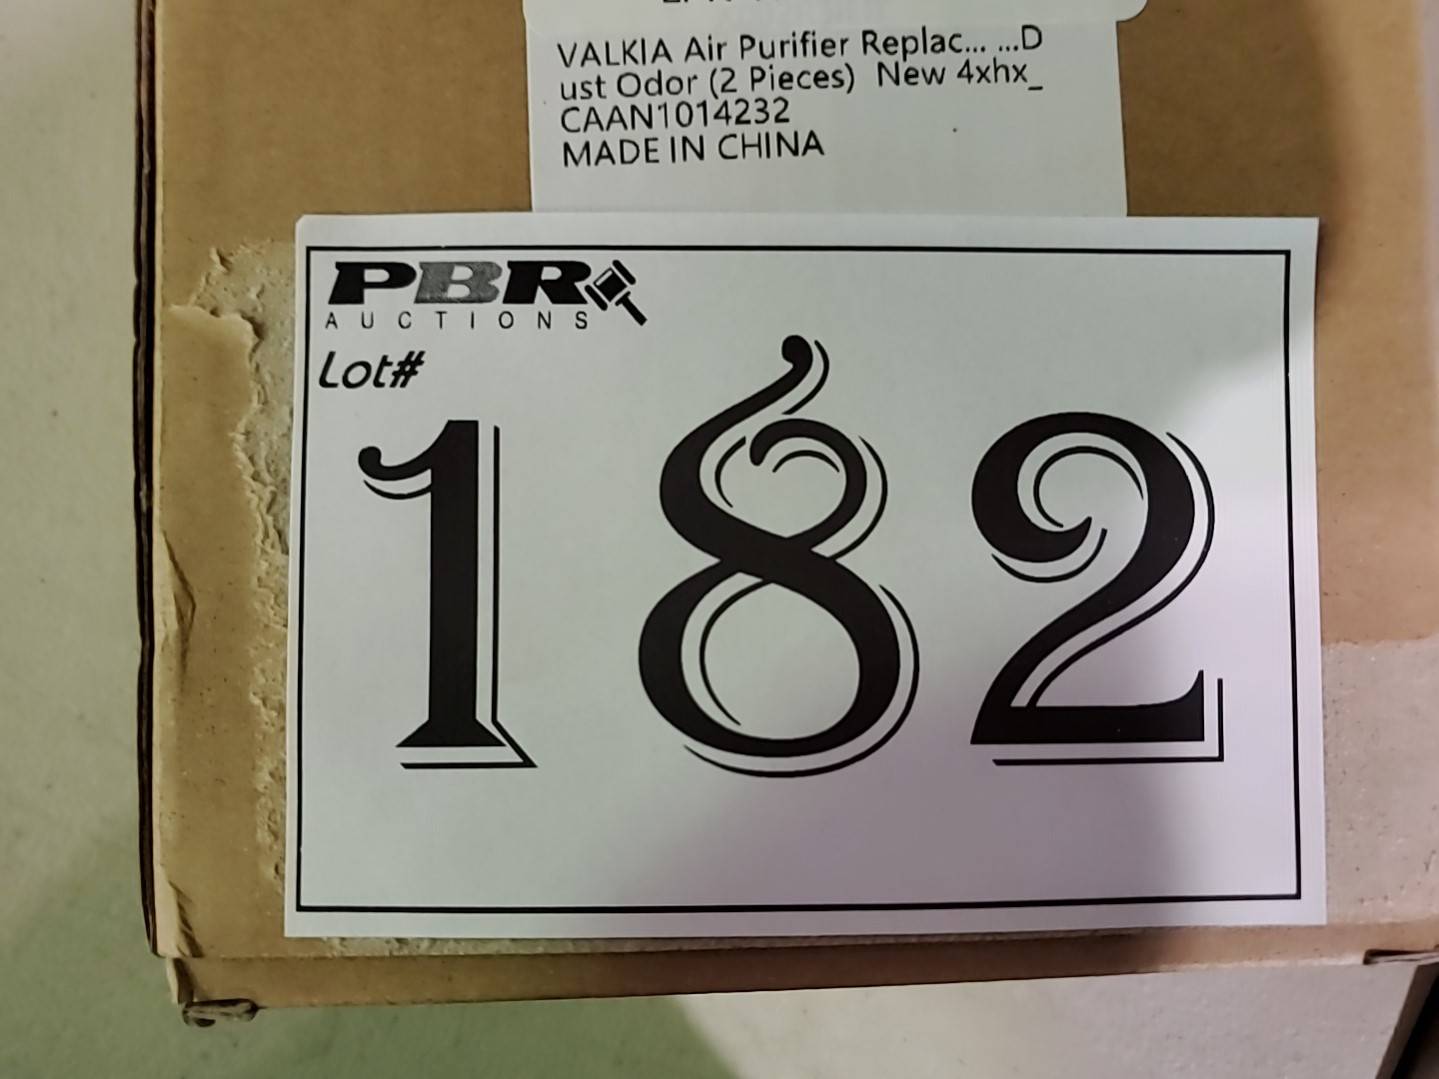 VALKIA Air Purifier Replac... ...D
ust Odor (2 Pieces) New 4xhx_
CAAN1014232
MADE IN CHINA
PBR
AUCTIONS
Lot#
182